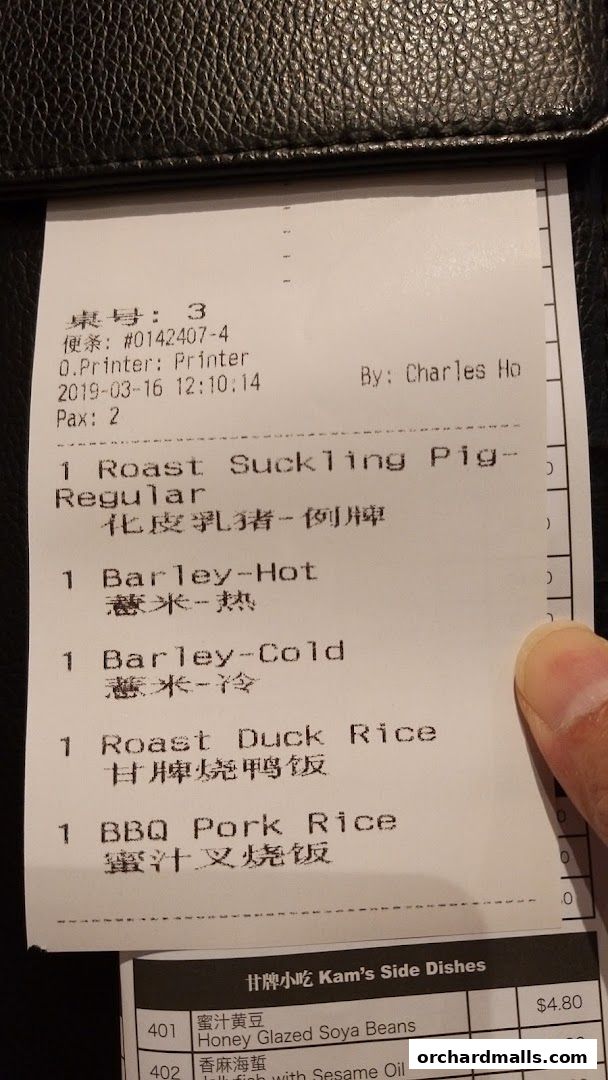 桌号: 3
便条: #0142407-4
O.Printer: Printer
2019-03-16 12:10:14
By: Charles Ho
Pax: 2
1 Roast Suckling Pig-
Regular
化皮乳猪-例牌
1 Barley-Hot
薏米-热
1 Barley-Cold
薏米-冷
1 Roast Duck Rice
甘牌烧鸭饭
1 BBQ Pork Rice
蜜汁叉烧饭
甘牌小吃 Kam's Side Dishes
401 蜜汁黄豆 $4.80
Honey Glazed Soya Beans
402 香麻海蜇
Jellyfish with Sesame Oil
orchardmalls.com